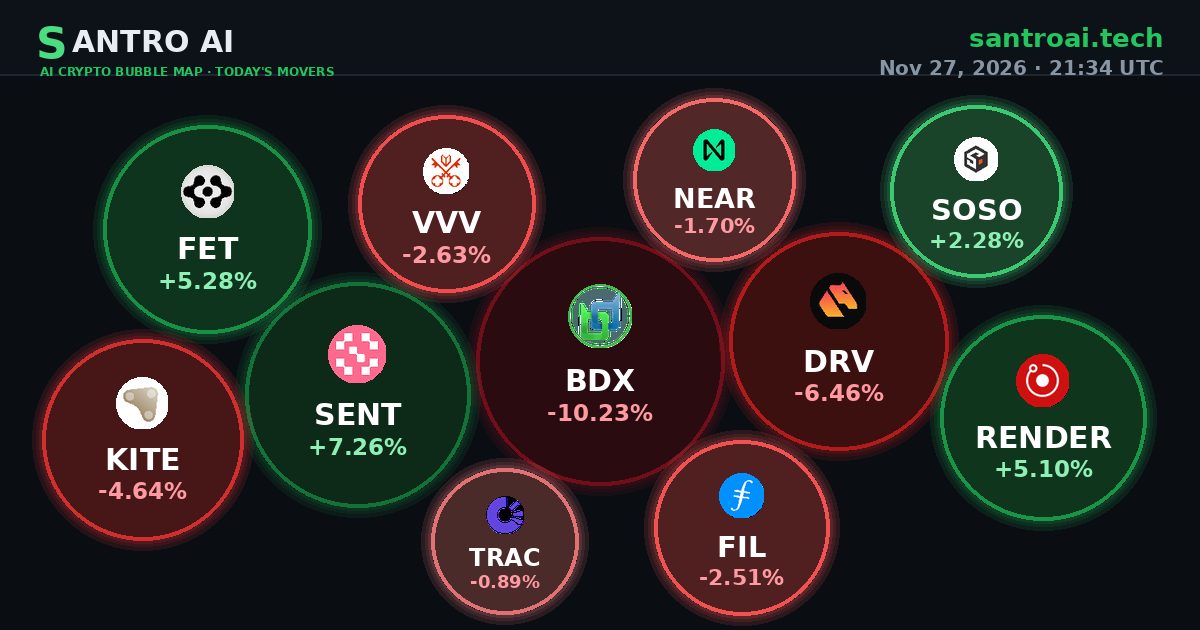 SANTRO AI
AI CRYPTO BUBBLE MAP · TODAY'S MOVERS
santroai.tech
Nov 27, 2026 · 21:34 UTC
FET
+5.28%
VVV
-2.63%
NEAR
-1.70%
SOSO
+2.28%
KITE
-4.64%
SENT
+7.26%
BDX
-10.23%
DRV
-6.46%
RENDER
+5.10%
TRAC
-0.89%
FIL
-2.51%